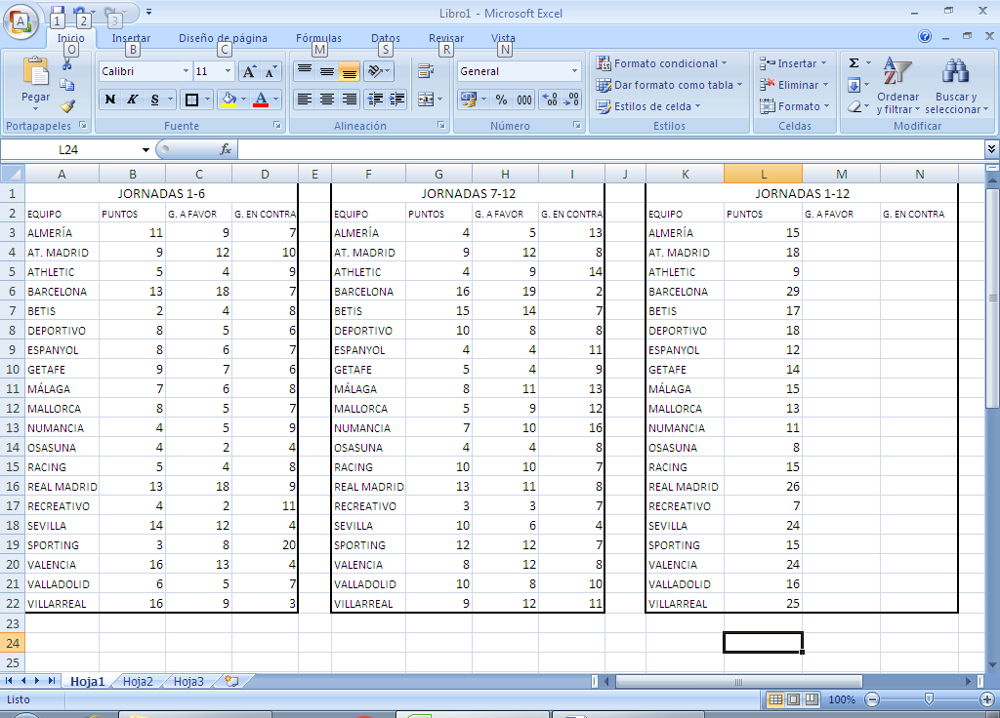 Libro1 - Microsoft Excel
A 1 2 3
Inicio Insertar Diseño de página Fórmulas Datos Revisar Vista
O B C M S R N
Pegar
Portapapeles
Calibri 11
N K S A
Fuente
Alineación
General
% 000
Número
Formato condicional
Dar formato como tabla
Estilos de celda
Estilos
Insertar
Eliminar
Formato
Celdas
Σ
Ordenar y filtrar
Buscar y seleccionar
Modificar
L24 fx
A B C D E F G H I J K L M N
1 JORNADAS 1-6 JORNADAS 7-12 JORNADAS 1-12
2 EQUIPO PUNTOS G. A FAVOR G. EN CONTRA EQUIPO PUNTOS G. A FAVOR G. EN CONTRA EQUIPO PUNTOS G. A FAVOR G. EN CONTRA
3 ALMERÍA 11 9 7 ALMERÍA 4 5 13 ALMERÍA 15
4 AT. MADRID 9 12 10 AT. MADRID 9 12 8 AT. MADRID 18
5 ATHLETIC 5 4 9 ATHLETIC 4 9 14 ATHLETIC 9
6 BARCELONA 13 18 7 BARCELONA 16 19 2 BARCELONA 29
7 BETIS 2 4 8 BETIS 15 14 7 BETIS 17
8 DEPORTIVO 8 5 6 DEPORTIVO 10 8 8 DEPORTIVO 18
9 ESPANYOL 8 6 7 ESPANYOL 4 4 11 ESPANYOL 12
10 GETAFE 9 7 6 GETAFE 5 4 9 GETAFE 14
11 MÁLAGA 7 6 8 MÁLAGA 8 11 13 MÁLAGA 15
12 MALLORCA 8 5 7 MALLORCA 5 9 12 MALLORCA 13
13 NUMANCIA 4 5 9 NUMANCIA 7 10 16 NUMANCIA 11
14 OSASUNA 4 2 4 OSASUNA 4 4 8 OSASUNA 8
15 RACING 5 4 8 RACING 10 10 7 RACING 15
16 REAL MADRID 13 18 9 REAL MADRID 13 11 8 REAL MADRID 26
17 RECREATIVO 4 2 11 RECREATIVO 3 3 7 RECREATIVO 7
18 SEVILLA 14 12 4 SEVILLA 10 6 4 SEVILLA 24
19 SPORTING 3 8 20 SPORTING 12 12 7 SPORTING 15
20 VALENCIA 16 13 4 VALENCIA 8 12 8 VALENCIA 24
21 VALLADOLID 6 5 7 VALLADOLID 10 8 10 VALLADOLID 16
22 VILLARREAL 16 9 3 VILLARREAL 9 12 11 VILLARREAL 25
23
24
25
Hoja1 Hoja2 Hoja3
Listo 100%